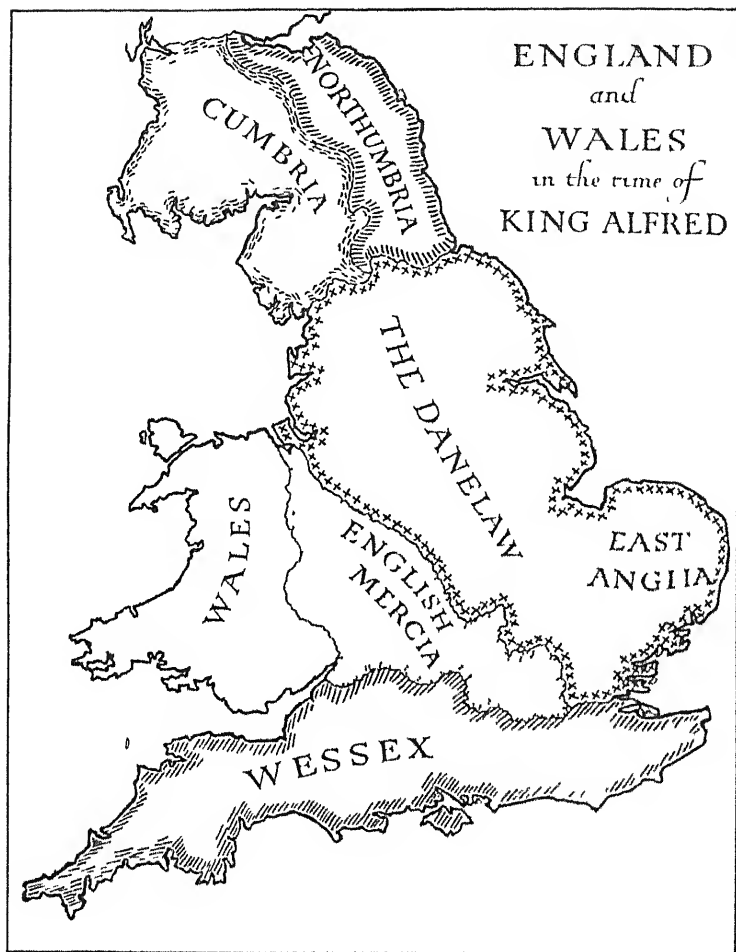 ENGLAND
and
WALES
in the time of
KING ALFRED
NORTHUMBRIA
CUMBRIA
THE DANELAW
EAST
ANGLIA
WALES
ENGLISH
MERCIA
WESSEX